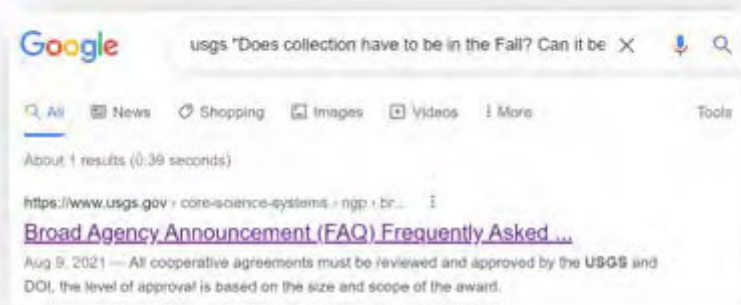 Google
usgs "Does collection have to be in the Fall? Can it be
All News Shopping Images Videos More Tools
About 1 results (0.39 seconds)
https://www.usgs.gov › core-science-systems › ngp › br...
Broad Agency Announcement (FAQ) Frequently Asked ...
Aug 9, 2021 — All cooperative agreements must be reviewed and approved by the USGS and
DOI, the level of approval is based on the size and scope of the award.